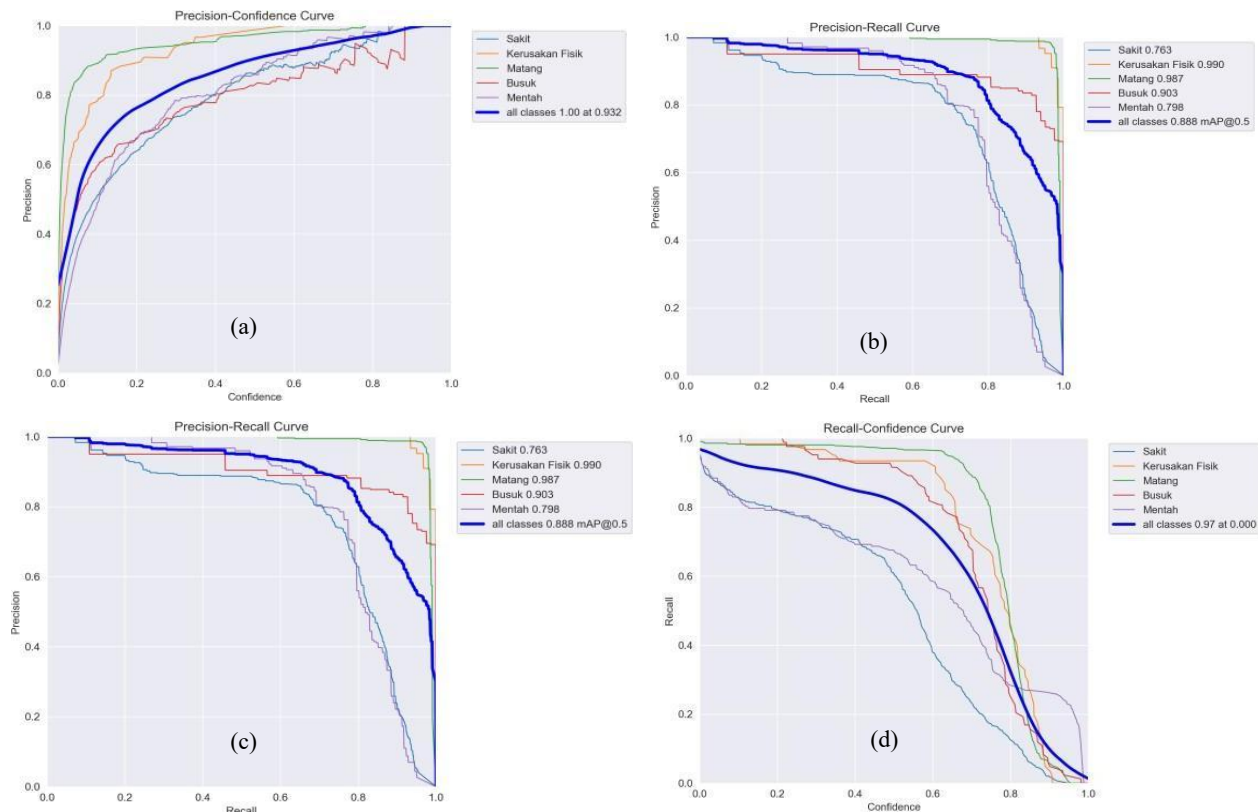 Precision-Confidence Curve
1.0
0.8
0.6
0.4
0.2
0.0
Precision
0.0 0.2 0.4 0.6 0.8 1.0
Confidence
Sakit
Kerusakan Fisik
Matang
Busuk
Mentah
all classes 1.00 at 0.932
(a)
Precision-Recall Curve
1.0
0.8
0.6
0.4
0.2
0.0
Precision
0.0 0.2 0.4 0.6 0.8 1.0
Recall
Sakit 0.763
Kerusakan Fisik 0.990
Matang 0.987
Busuk 0.903
Mentah 0.798
all classes 0.888 mAP@0.5
(b)
Precision-Recall Curve
1.0
0.8
0.6
0.4
0.2
0.0
Precision
0.0 0.2 0.4 0.6 0.8 1.0
Recall
Sakit 0.763
Kerusakan Fisik 0.990
Matang 0.987
Busuk 0.903
Mentah 0.798
all classes 0.888 mAP@0.5
(c)
Recall-Confidence Curve
1.0
0.8
0.6
0.4
0.2
0.0
Recall
0.0 0.2 0.4 0.6 0.8 1.0
Confidence
Sakit
Kerusakan Fisik
Matang
Busuk
Mentah
all classes 0.97 at 0.000
(d)